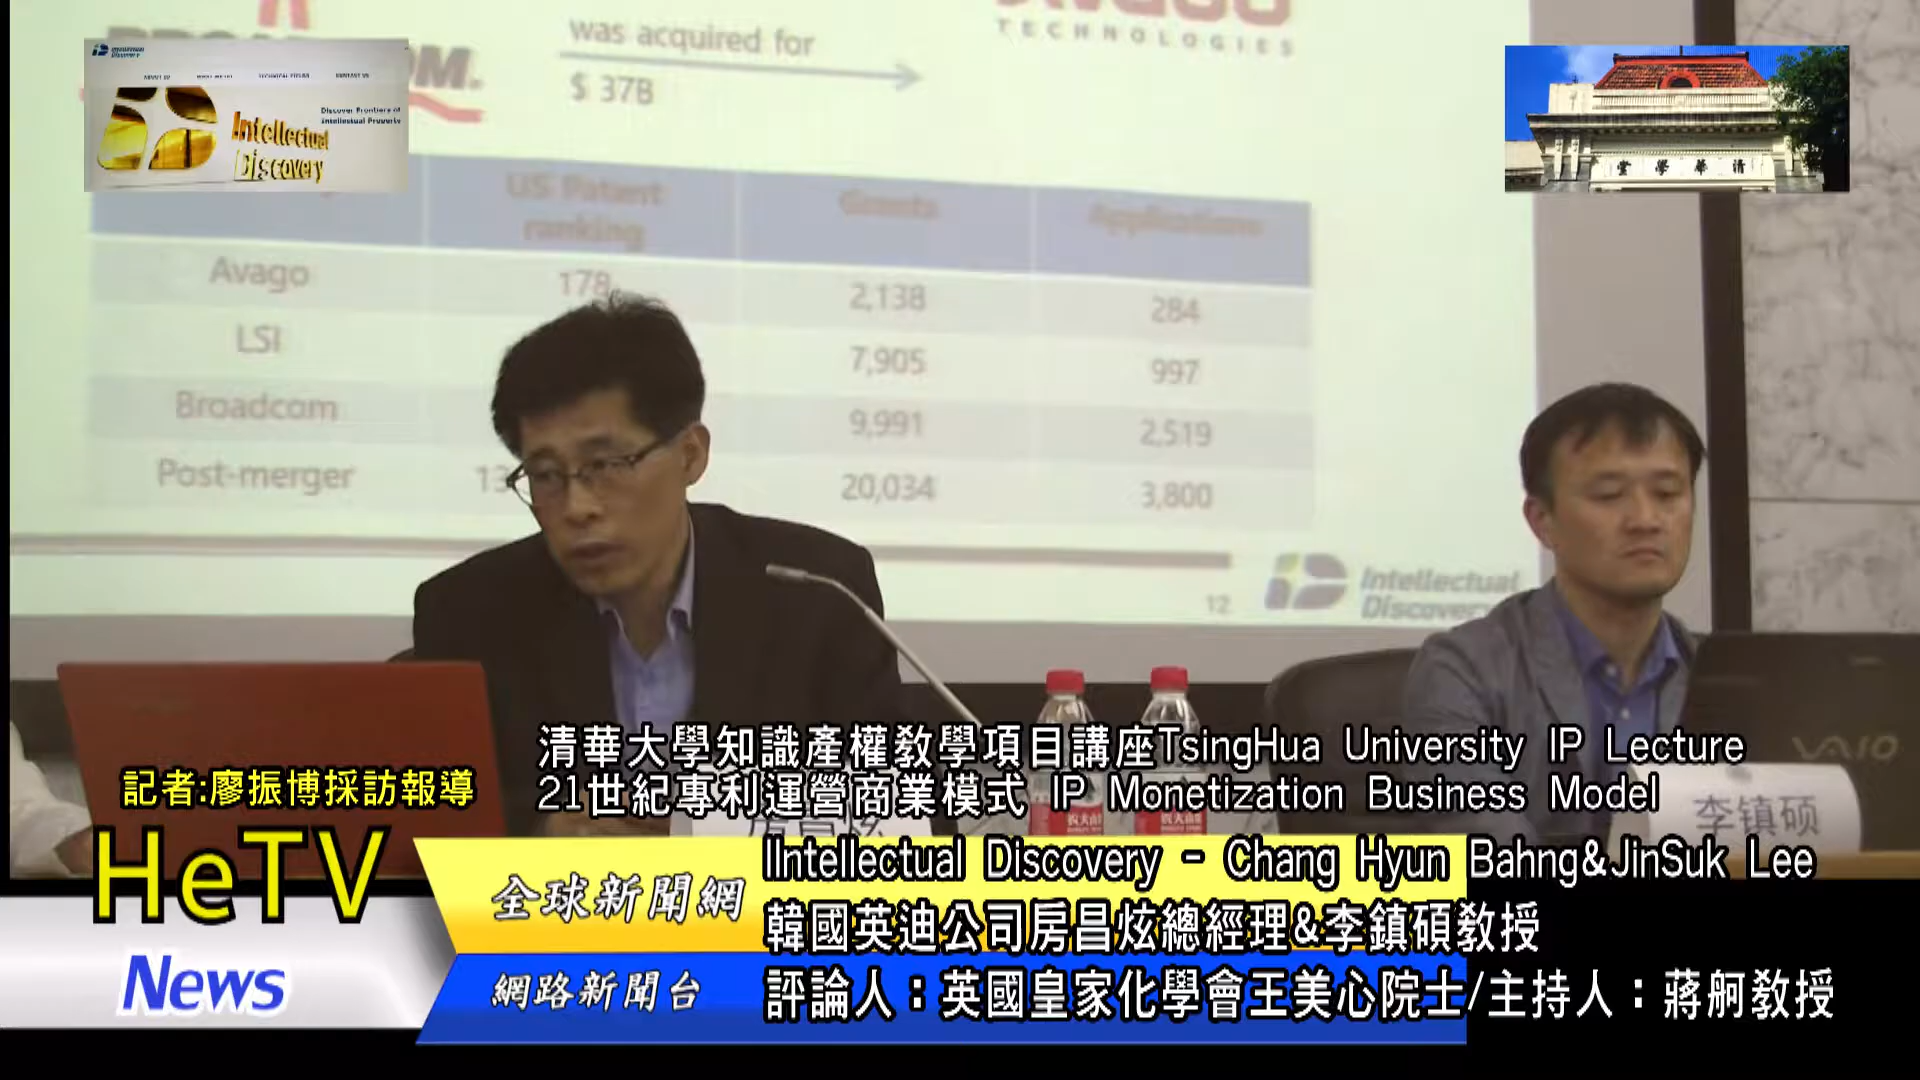 was acquired for
$ 37B
TECHNOLOGIES
Intellectual
Discovery
ABOUT US
CONTACT US
Discover Frontiers of
Intellectual Property
Intellectual
Discovery
清華學堂
US Patent
ranking
Grants
Applications
Avago 178 2,138 284
LSI 7,905 997
Broadcom 9,991 2,519
Post-merger 20,034 3,800
12
Intellectual
Discovery
VAIO
李镇硕
清華大學知識產權教學項目講座TsingHua University IP Lecture
21世紀專利運營商業模式 IP Monetization Business Model
記者:廖振博採訪報導
HeTV
News
全球新聞網
網路新聞台
IIntellectual Discovery - Chang Hyun Bahng&JinSuk Lee
韓國英迪公司房昌炫總經理&李鎮碩教授
評論人：英國皇家化學會王美心院士/主持人：蔣舸教授